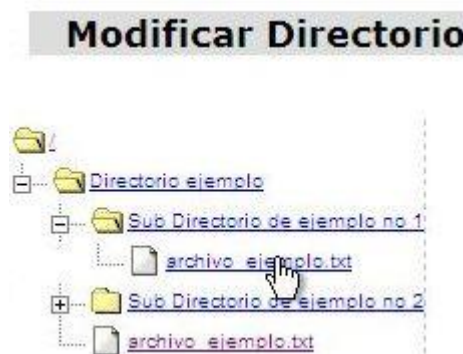 Modificar Directorio
/
Directorio ejemplo
Sub Directorio de ejemplo no 1
archivo_ejemplo.txt
Sub Directorio de ejemplo no 2
archivo_ejemplo.txt